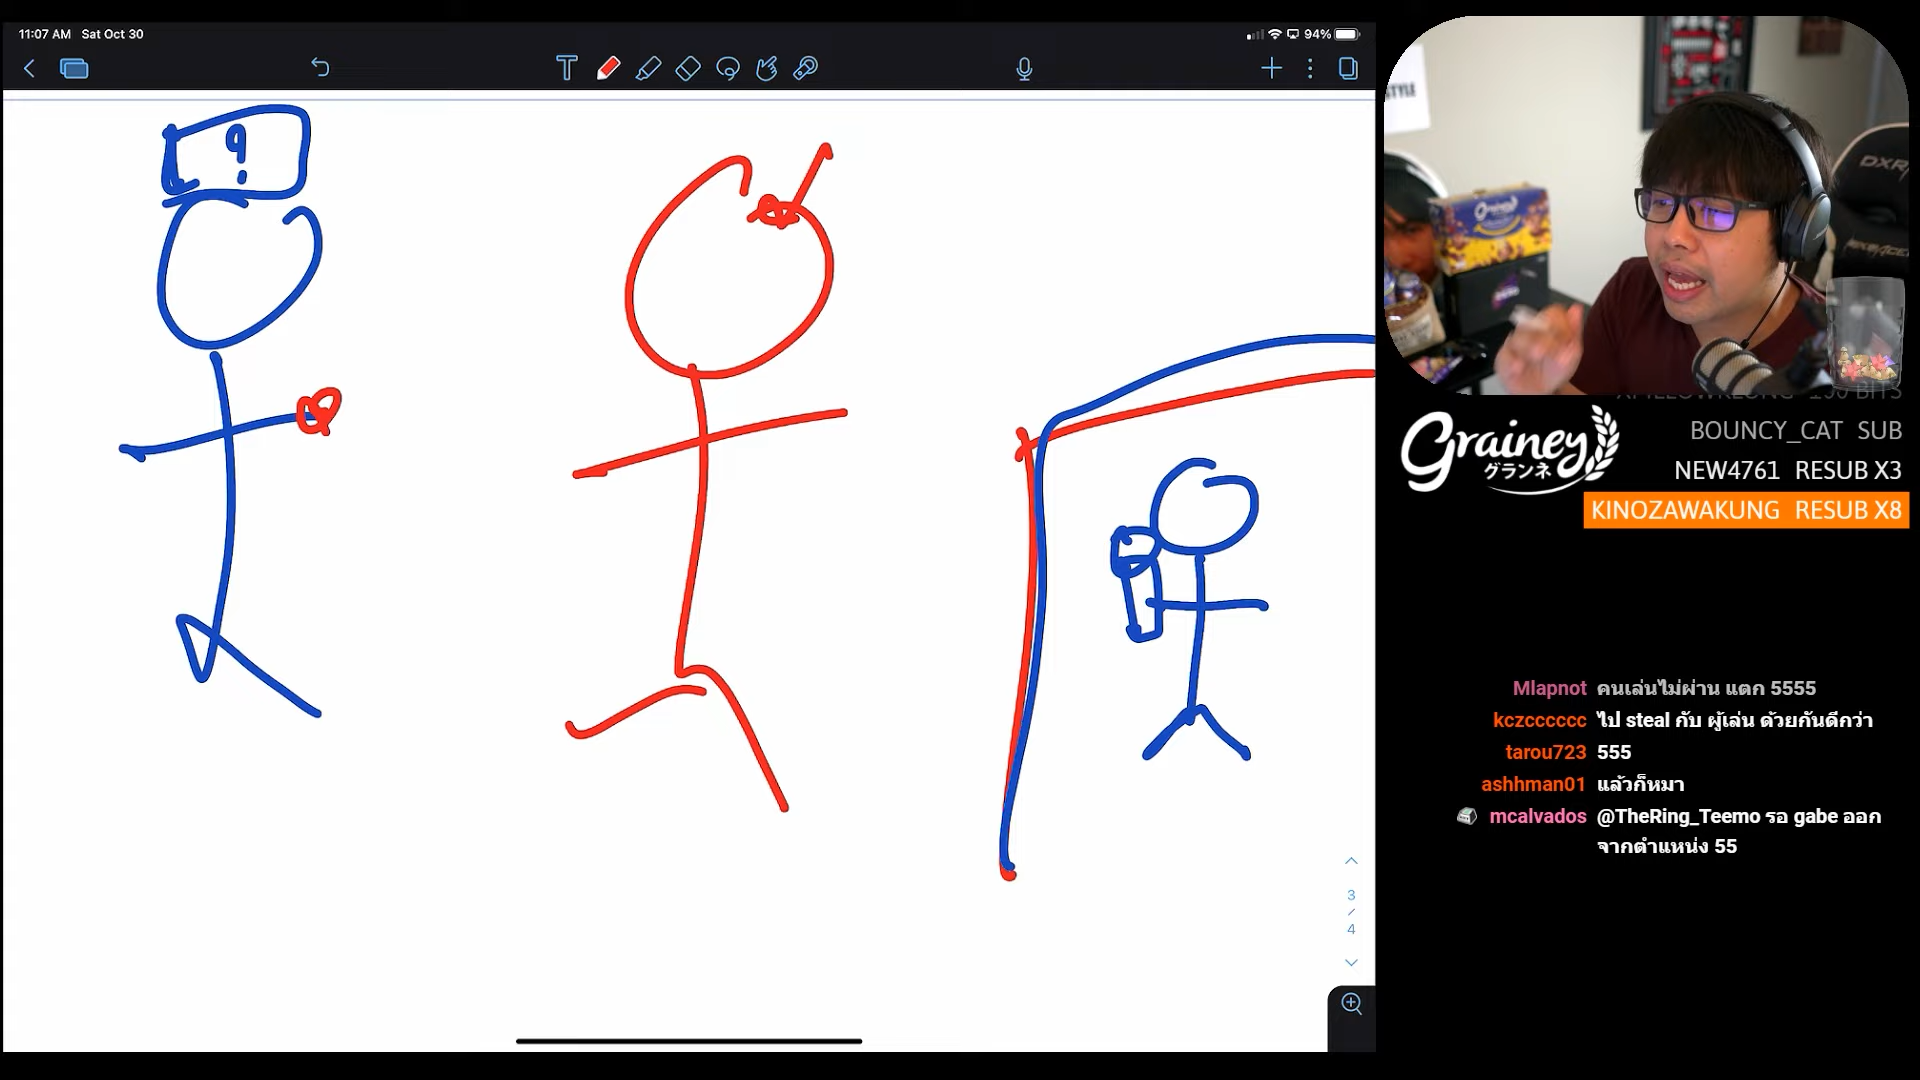 11:07 AM Sat Oct 30
94%
T
?
3
/
4
STYLE
Grainey
DXR
Grainey
グランネ
BOUNCY_CAT SUB
NEW4761 RESUB X3
KINOZAWAKUNG RESUB X8
Mlapnot คนเล่นไม่ผ่าน แตก 5555
kczcccccc ไป steal กับ ผู้เล่น ด้วยกันดีกว่า
tarou723 555
ashhman01 แล้วก็หมา
mcalvados @TheRing_Teemo รอ gabe ออก
จากตำแหน่ง 55